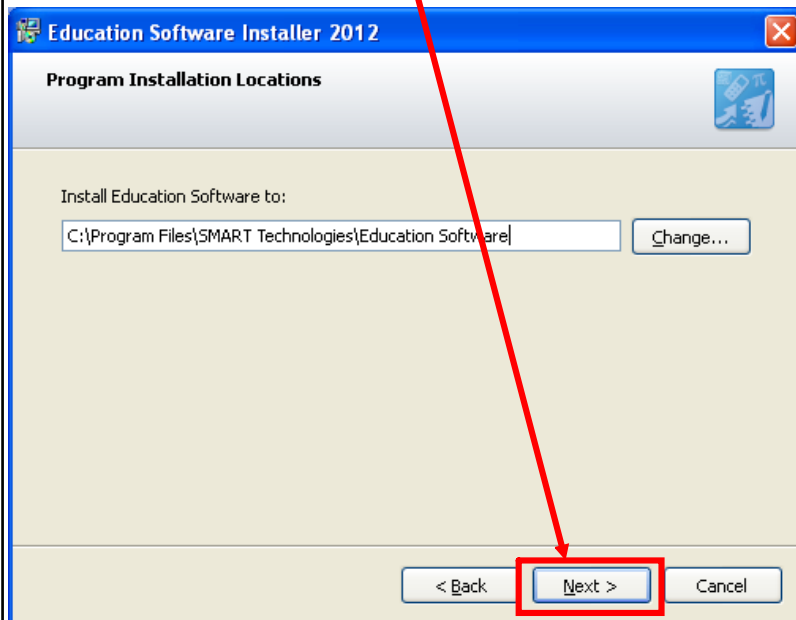 Education Software Installer 2012
Program Installation Locations
Install Education Software to:
C:\Program Files\SMART Technologies\Education Software
Change...
< Back
Next >
Cancel